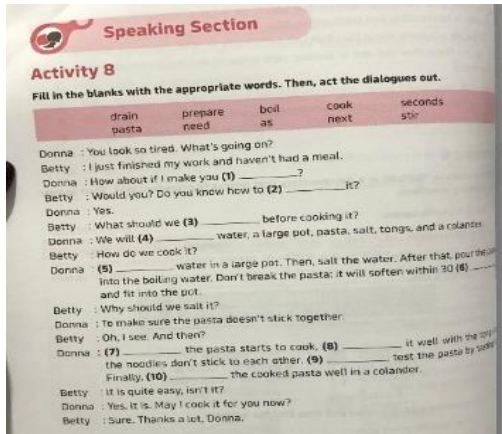 Speaking Section
Activity 8
Fill in the blanks with the appropriate words. Then, act the dialogues out.
drain prepare boil cook seconds
pasta need as next stir
Donna : You look so tired. What's going on?
Betty : I just finished my work and haven't had a meal.
Donna : How about if I make you (1) ________?
Betty : Would you? Do you know how to (2) ________ it?
Donna : Yes.
Betty : What should we (3) ________ before cooking it?
Donna : We will (4) ________ water, a large pot, pasta, salt, tongs, and a colander.
Betty : How do we cook it?
Donna : (5) ________ water in a large pot. Then, salt the water. After that, pour the
into the boiling water. Don't break the pasta; it will soften within 30 (6) ________
and fit into the pot.
Betty : Why should we salt it?
Donna : To make sure the pasta doesn't stick together.
Betty : Oh, I see. And then?
Donna : (7) ________ the pasta starts to cook, (8) ________ it well with the
the noodles don't stick to each other. (9) ________, test the pasta by
Finally, (10) ________ the cooked pasta well in a colander.
Betty : It is quite easy, isn't it?
Donna : Yes, it is. May I cook it for you now?
Betty : Sure. Thanks a lot, Donna.